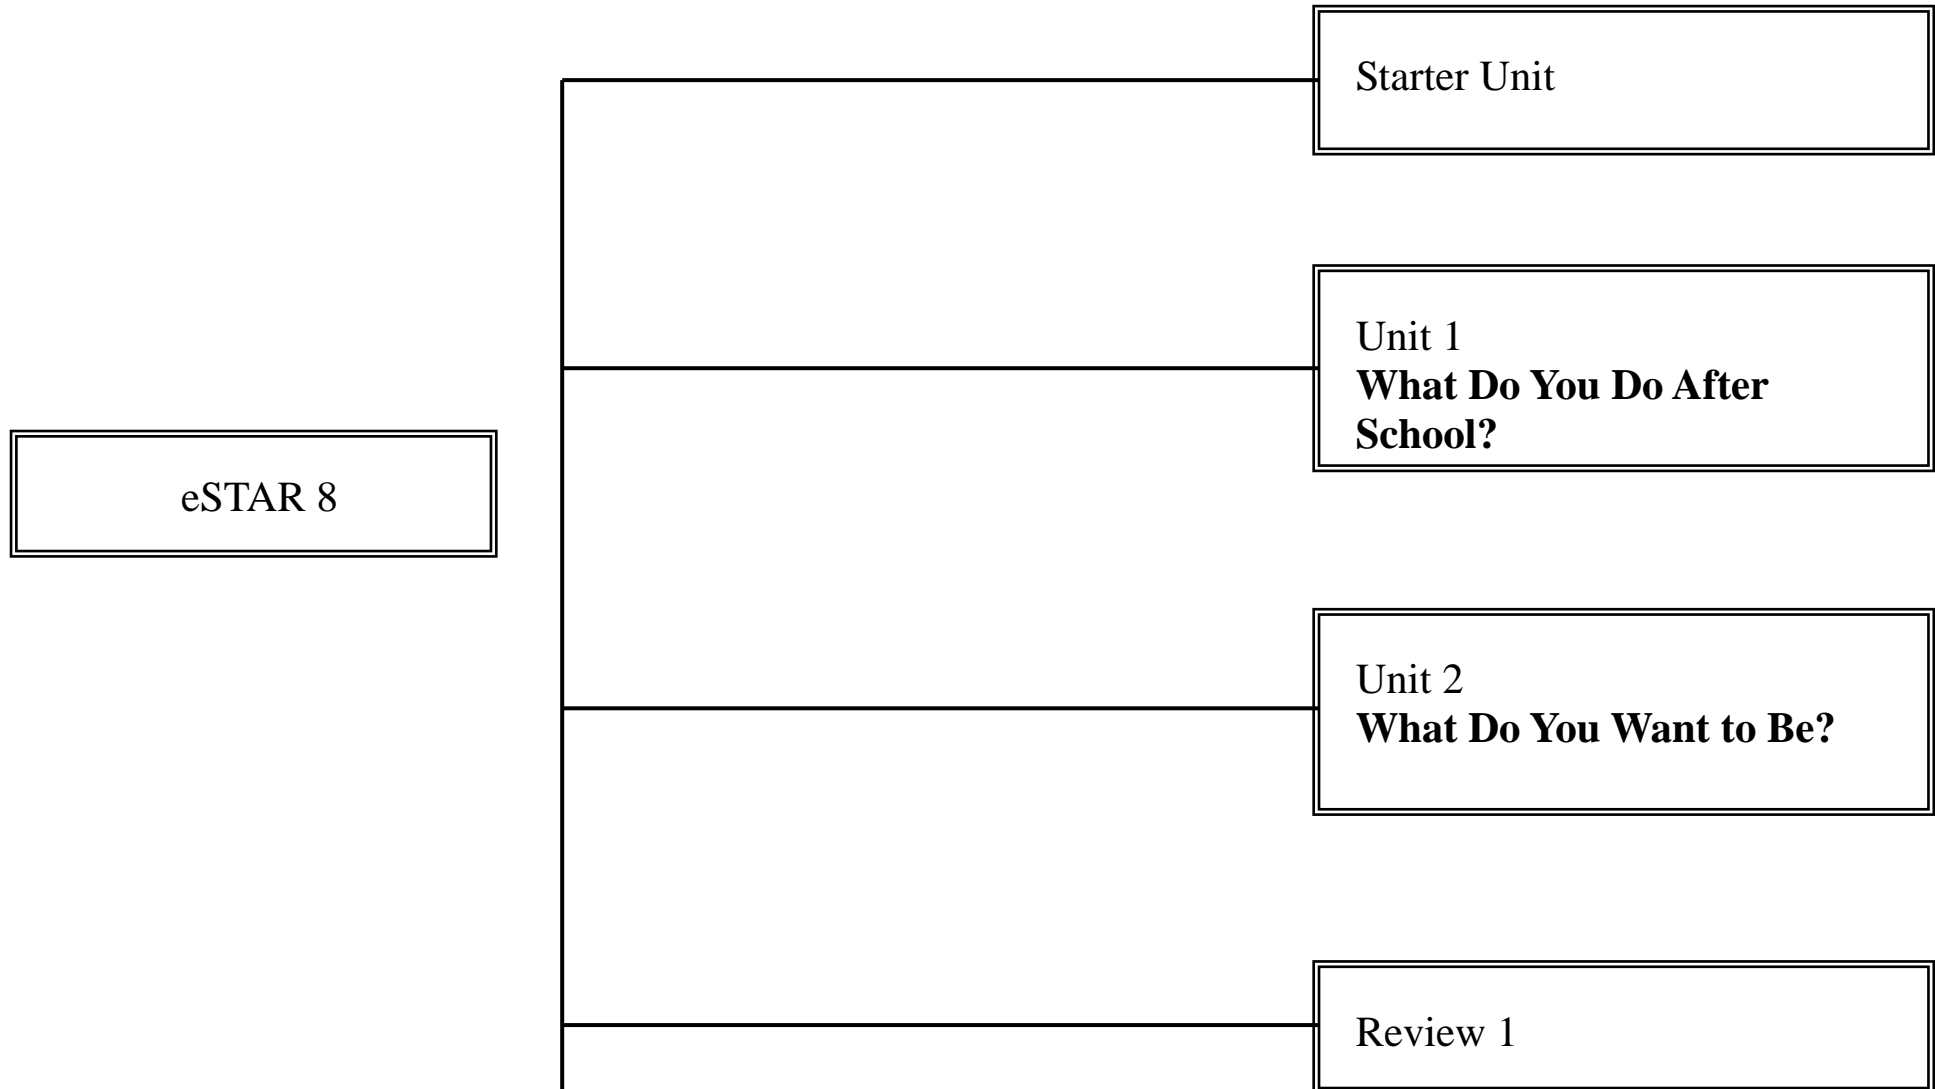 Starter Unit
Unit 1
What Do You Do After
School?
eSTAR 8
Unit 2
What Do You Want to Be?
Review 1